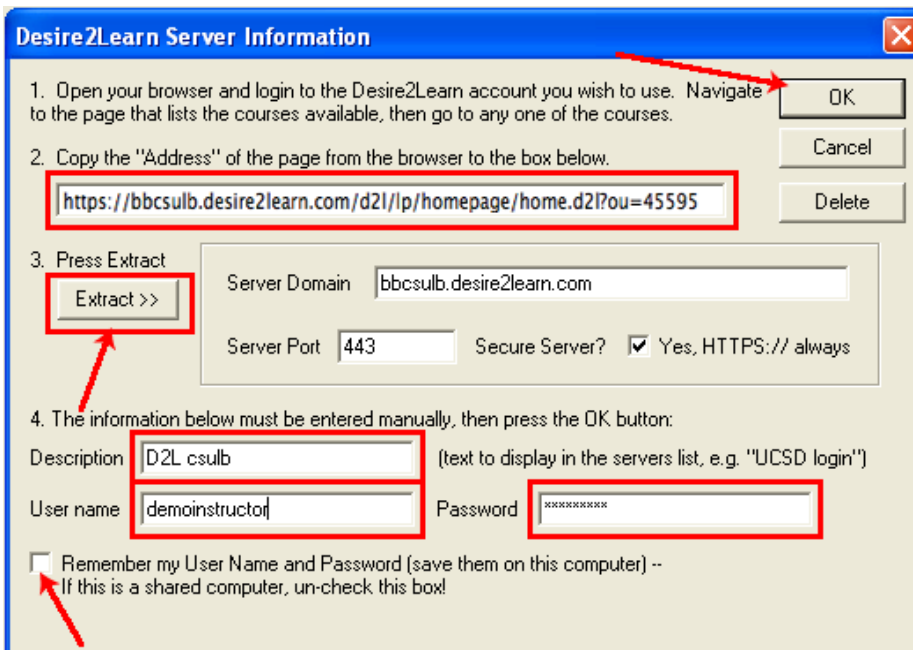 Desire2Learn Server Information
1. Open your browser and login to the Desire2Learn account you wish to use. Navigate
to the page that lists the courses available, then go to any one of the courses.
OK
Cancel
2. Copy the "Address" of the page from the browser to the box below.
https://bbcsulb.desire2learn.com/d2l/lp/homepage/home.d2l?ou=45595
Delete
3. Press Extract
Extract >>
Server Domain bbcsulb.desire2learn.com
Server Port 443 Secure Server? Yes, HTTPS:// always
4. The information below must be entered manually, then press the OK button:
Description D2L csulb (text to display in the servers list, e.g. "UCSD login")
User name demoinstructor Password *********
Remember my User Name and Password (save them on this computer) --
If this is a shared computer, un-check this box!